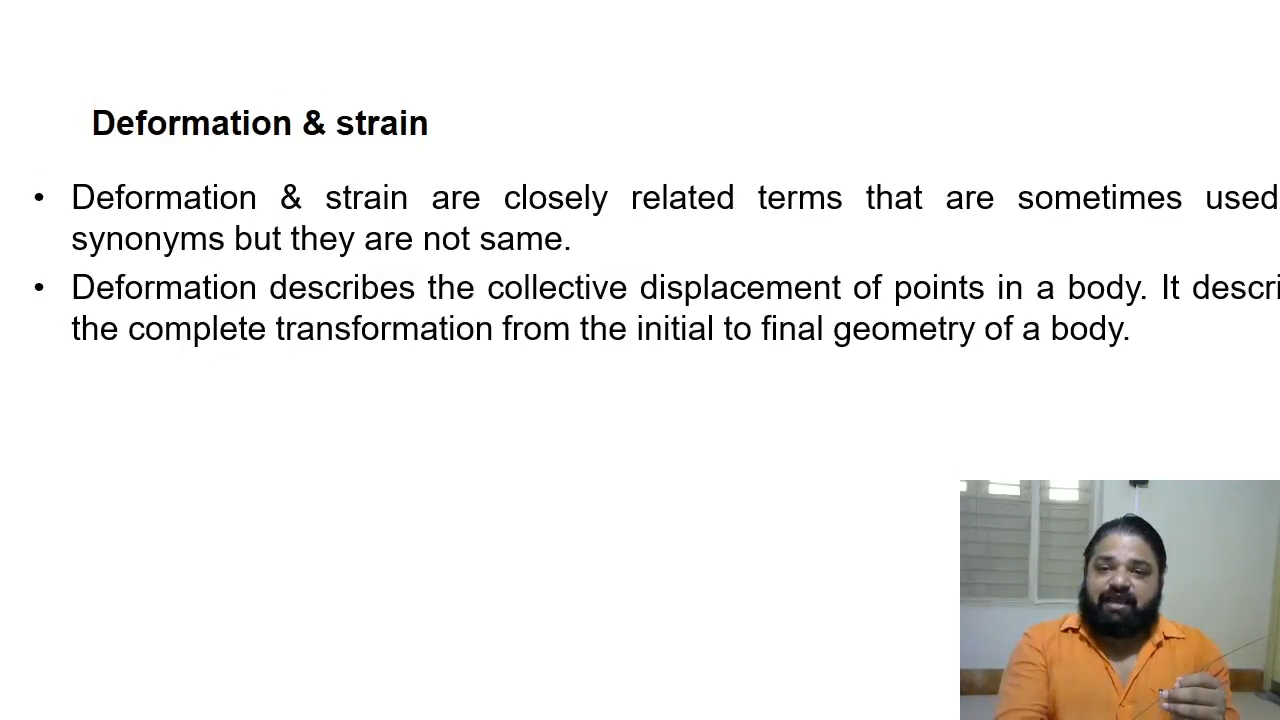 Deformation & strain
• Deformation & strain are closely related terms that are sometimes used
synonyms but they are not same.
• Deformation describes the collective displacement of points in a body. It descri
the complete transformation from the initial to final geometry of a body.